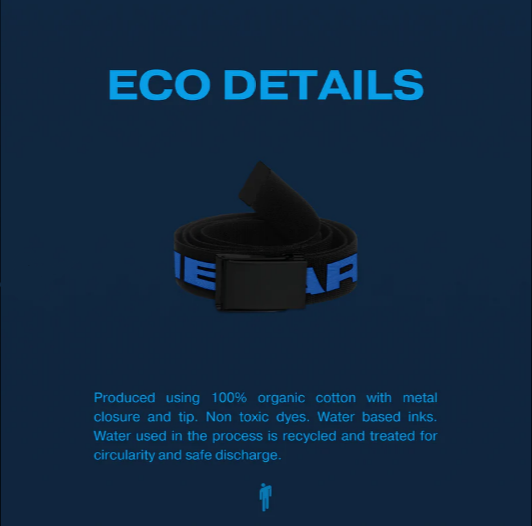 ECO DETAILS
IE AR
Produced using 100% organic cotton with metal
closure and tip. Non toxic dyes. Water based inks.
Water used in the process is recycled and treated for
circularity and safe discharge.